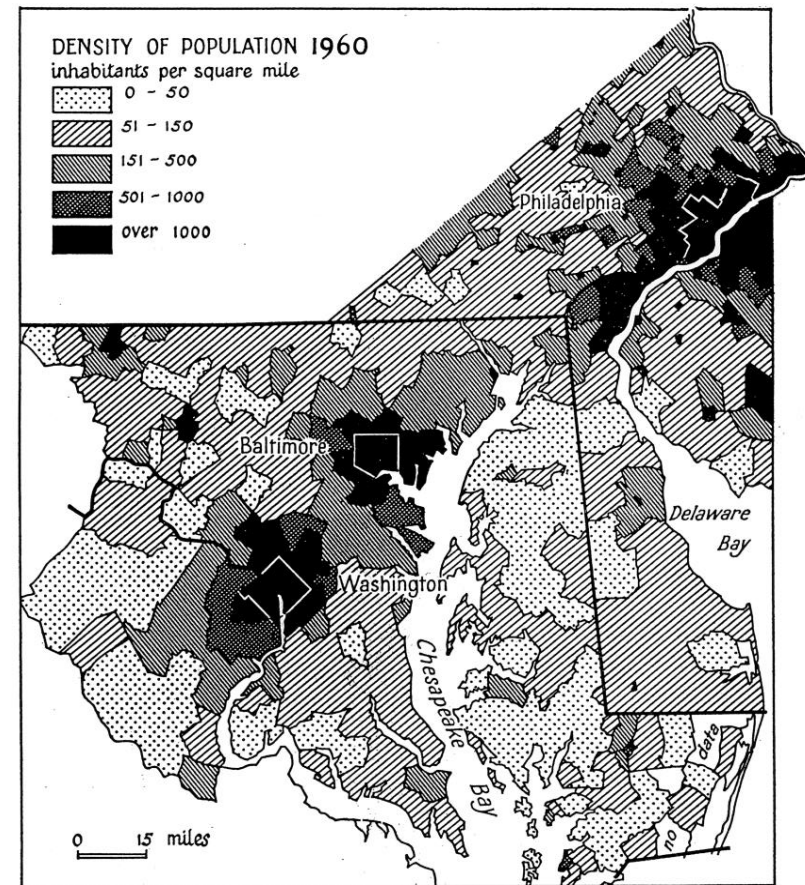 DENSITY OF POPULATION 1960
inhabitants per square mile
0 - 50
51 - 150
151 - 500
501 - 1000
over 1000
Philadelphia
Baltimore
Delaware
Bay
Washington
Chesapeake
Bay
no data
0 15 miles